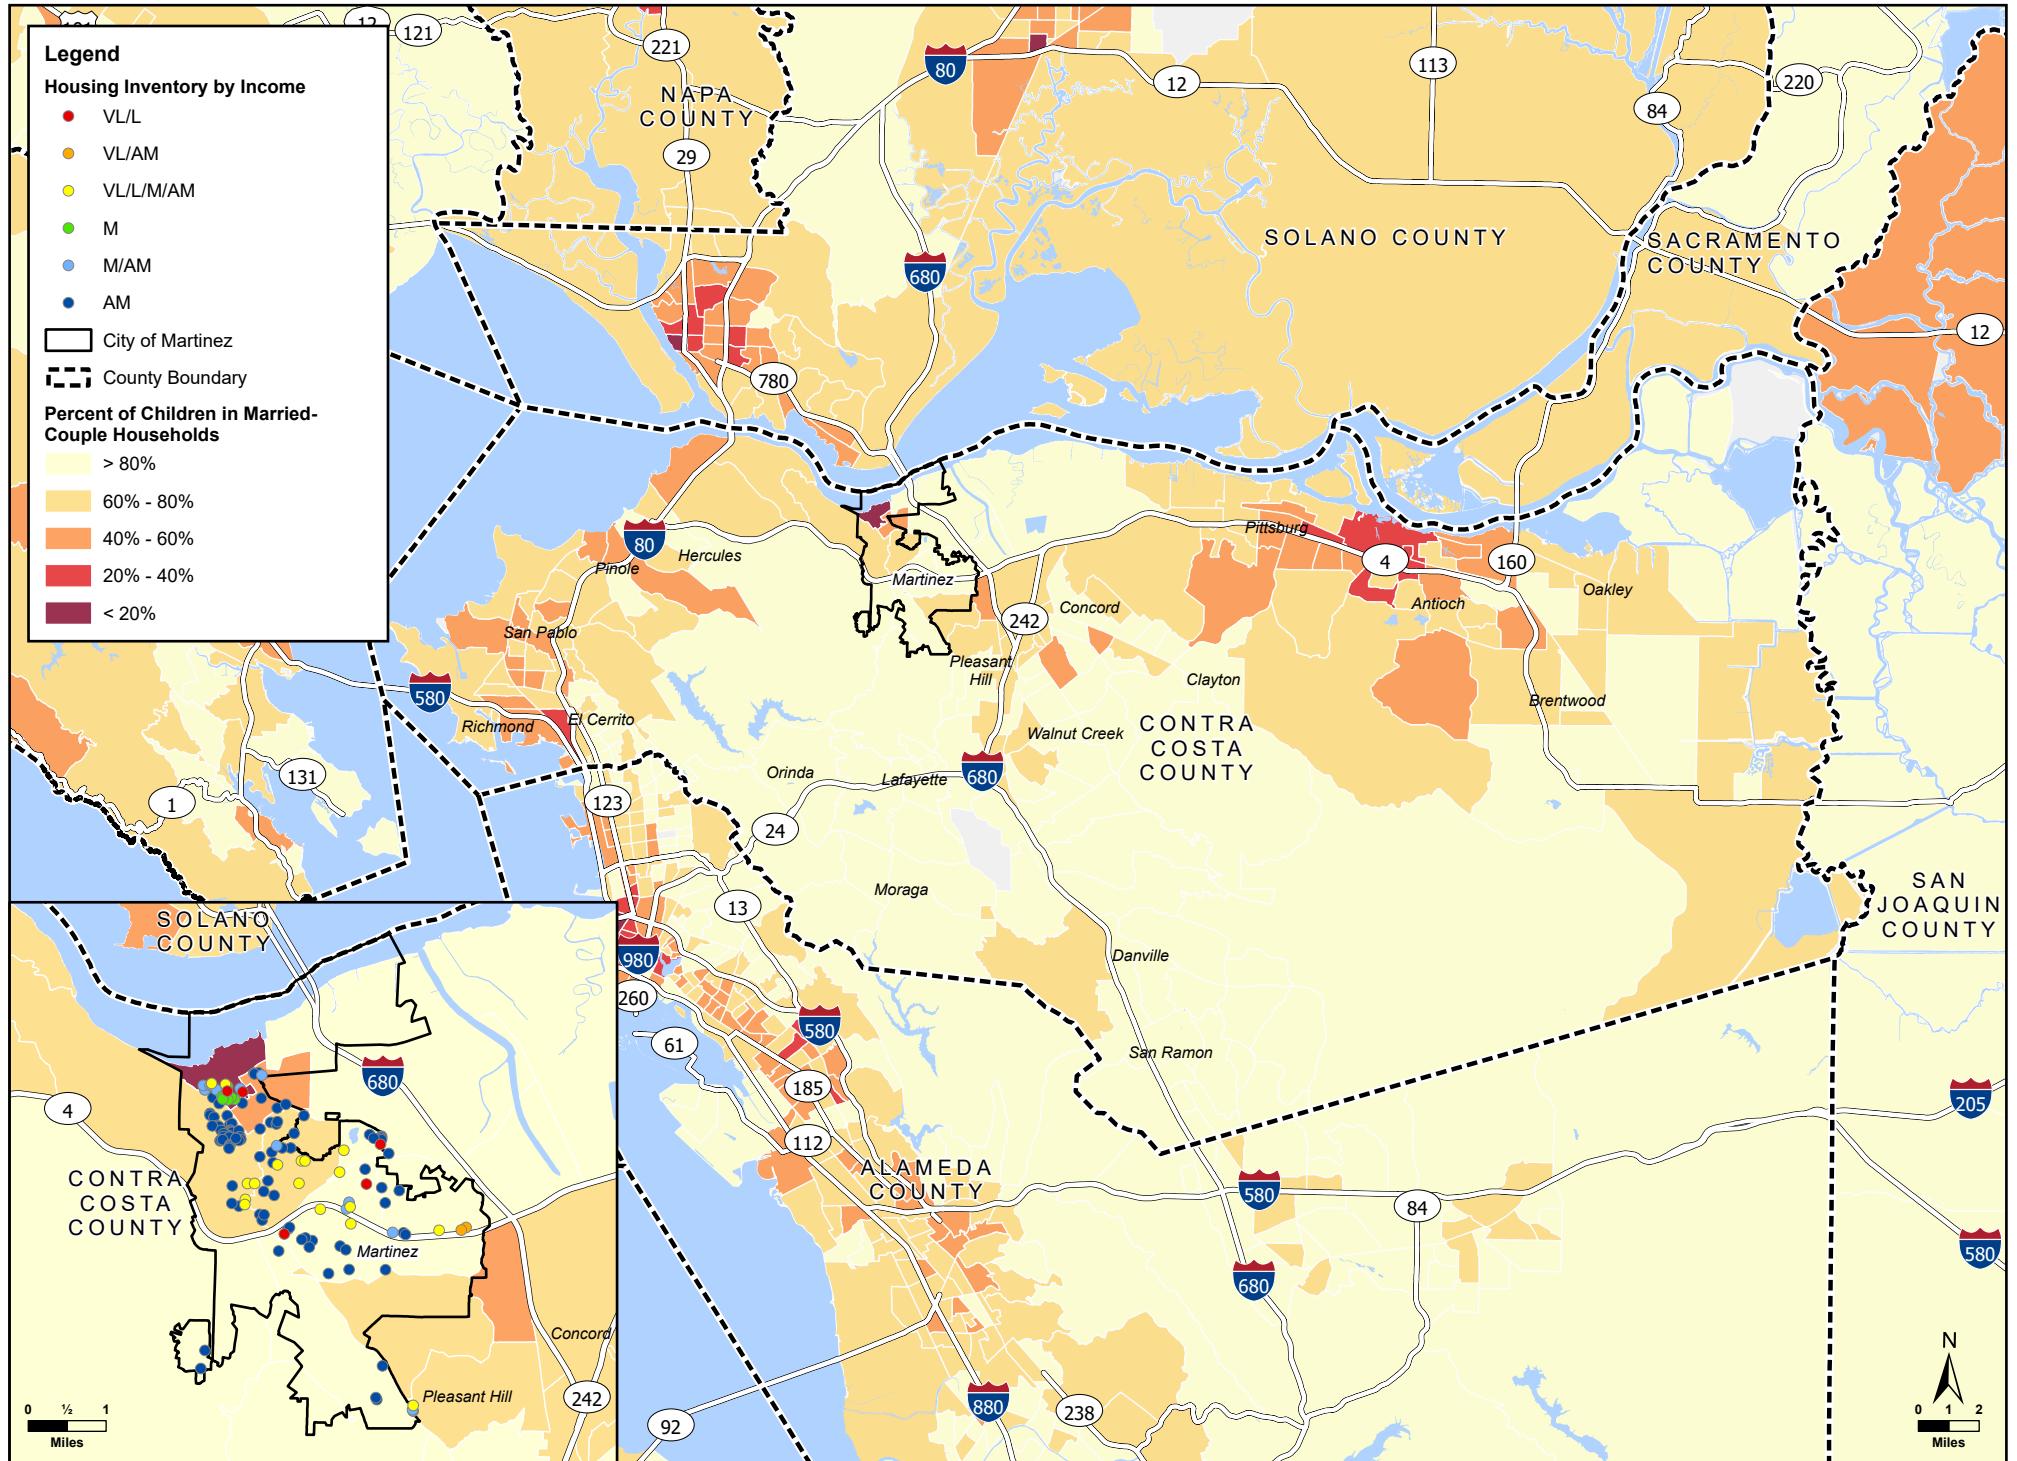 Legend
Housing Inventory by Income
VL/L
VL/AM
VL/L/M/AM
M
M/AM
AM
City of Martinez
County Boundary
Percent of Children in Married-
Couple Households
> 80%
60% - 80%
40% - 60%
20% - 40%
< 20%
12
121
221
80
12
113
84
220
NAPA
COUNTY
29
SOLANO COUNTY
SACRAMENTO
COUNTY
680
12
780
80
Hercules
Pinole
Martinez
Pittsburg
4
160
Antioch
Oakley
242
Concord
San Pablo
Pleasant
Hill
Clayton
580
Richmond
El Cerrito
Brentwood
Walnut Creek
CONTRA
COSTA
COUNTY
131
1
123
Orinda
Lafayette
680
24
Moraga
13
SAN
JOAQUIN
COUNTY
980
Danville
260
61
580
San Ramon
185
205
112
ALAMEDA
COUNTY
580
84
580
680
880
238
92
N
0 1 2
Miles
SOLANO
COUNTY
680
4
CONTRA
COSTA
COUNTY
Martinez
Concord
Pleasant Hill
242
0 ½ 1
Miles